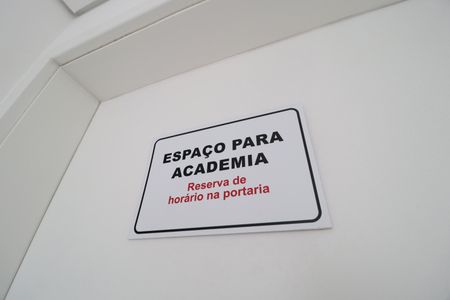 ESPAÇO PARA
ACADEMIA
Reserva de
horário na portaria